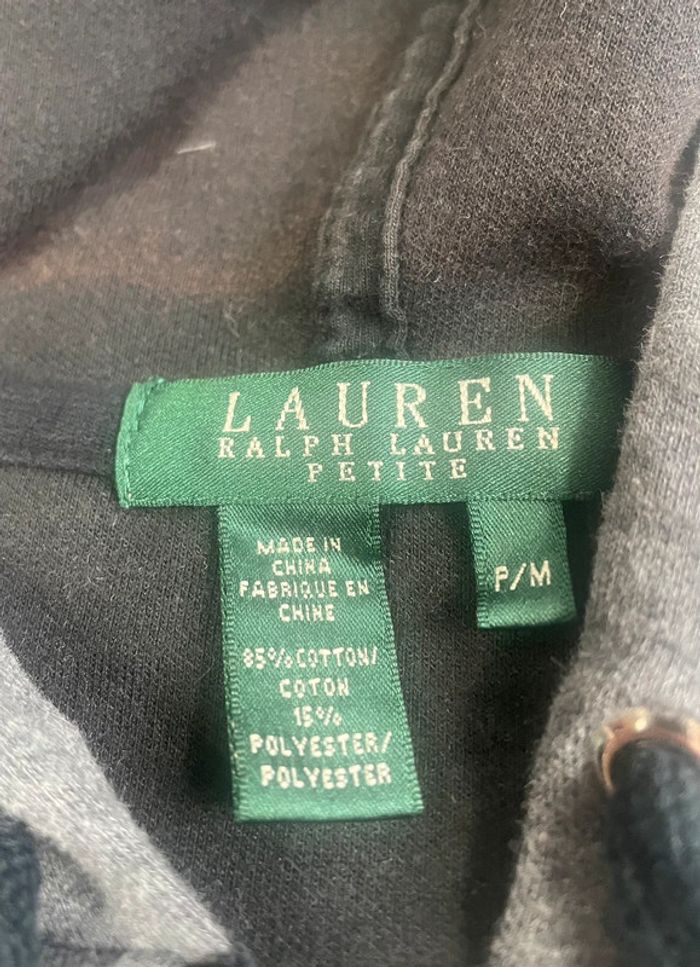 LAUREN
RALPH LAUREN
PETITE
MADE IN
CHINA
FABRIQUE EN
CHINE
85% COTTON/
COTON
15%
POLYESTER/
POLYESTER
P/M